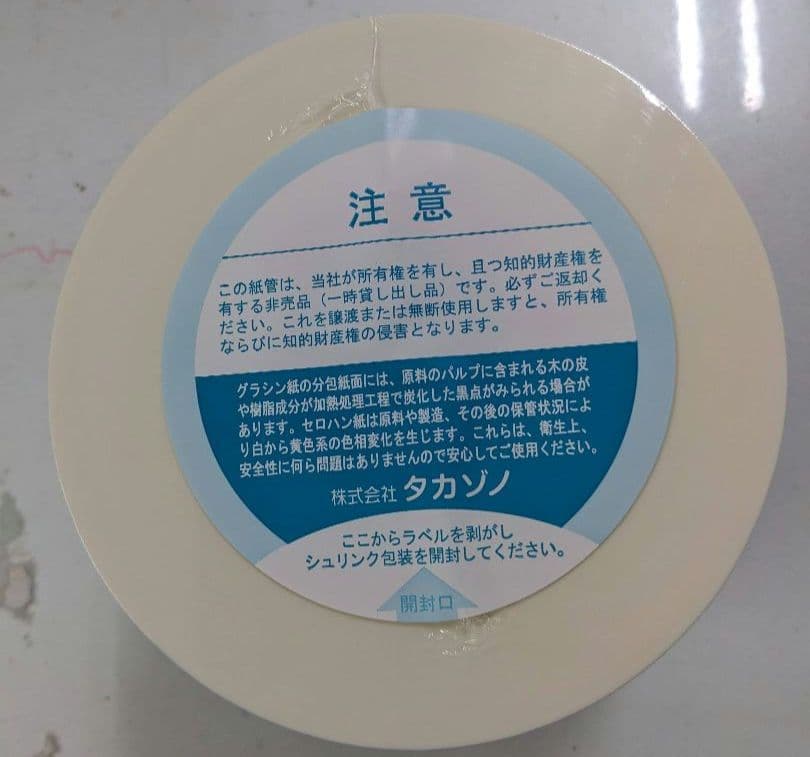 注意
この紙管は、当社が所有権を有し、且つ知的財産権を
有する非売品（一時貸し出し品）です。必ずご返却く
ださい。これを譲渡または無断使用しますと、所有権
ならびに知的財産権の侵害となります。
グラシン紙の分包紙面には、原料のパルプに含まれる木の皮
や樹脂成分が加熱処理工程で炭化した黒点がみられる場合が
あります。セロハン紙は原料や製造、その後の保管状況によ
り白から黄色系の色相変化を生じます。これらは、衛生上、
安全性に何ら問題はありませんので安心してご使用ください。
株式会社 タカゾノ
ここからラベルを剥がし
シュリンク包装を開封してください。
開封口